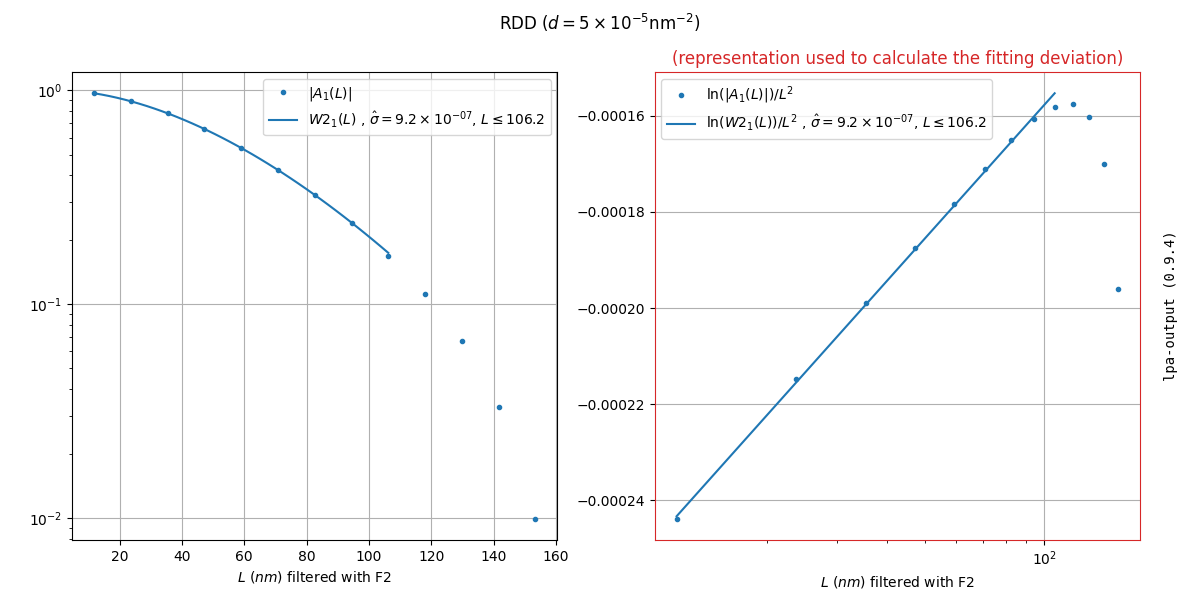 RDD (d = 5 × 10⁻⁵nm⁻²)
|A₁(L)|
W2₁(L) , σ̂ = 9.2 × 10⁻⁰⁷, L ≤ 106.2
10⁰
10⁻¹
10⁻²
20 40 60 80 100 120 140 160
L (nm) filtered with F2
(representation used to calculate the fitting deviation)
ln(|A₁(L)|)/L²
ln(W2₁(L))/L² , σ̂ = 9.2 × 10⁻⁰⁷, L ≤ 106.2
−0.00016
−0.00018
−0.00020
−0.00022
−0.00024
10²
L (nm) filtered with F2
lpa-output (0.9.4)